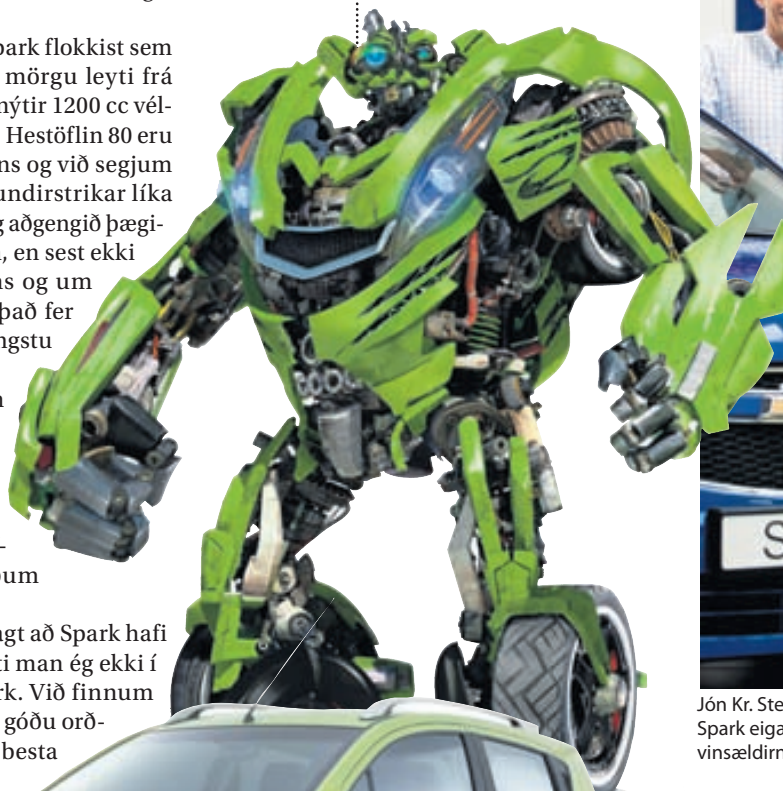 park flokkist sem
mörgu leyti frá
nýtir 1200 cc vél-
Hestöflin 80 eru
ns og við segjum
undirstrikar líka
g aðgengið þægi-
, en sest ekki
ns og um
það fer
ngstu
agt að Spark hafi
ti man ég ekki í
rk. Við finnum
góðu orð-
besta
S
Jón Kr. Ste
Spark eiga
vinsældirn